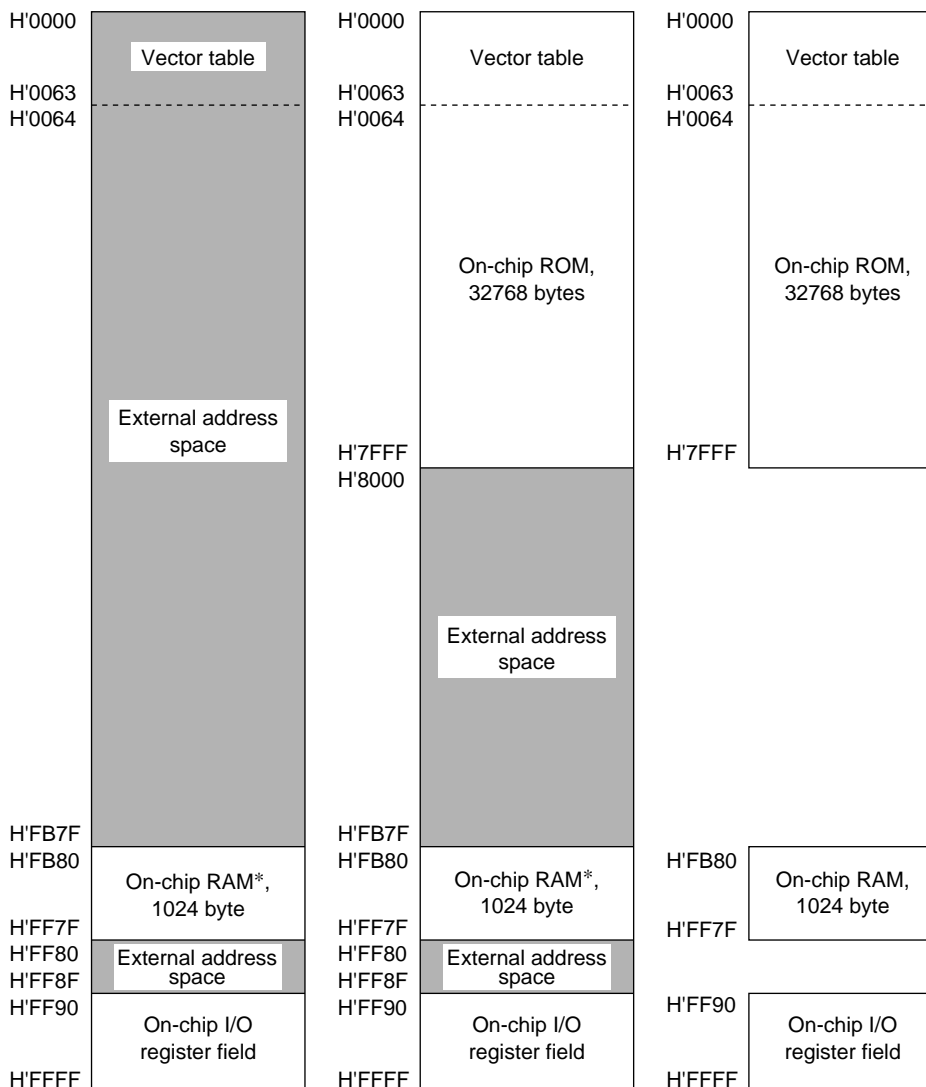 H'0000
Vector table
H'0063
H'0064
External address
space
H'FB7F
H'FB80
On-chip RAM*,
1024 byte
H'FF7F
H'FF80
External address
space
H'FF8F
H'FF90
On-chip I/O
register field
H'FFFF
H'0000
Vector table
H'0063
H'0064
On-chip ROM,
32768 bytes
H'7FFF
H'8000
External address
space
H'FB7F
H'FB80
On-chip RAM*,
1024 byte
H'FF7F
H'FF80
External address
space
H'FF8F
H'FF90
On-chip I/O
register field
H'FFFF
H'0000
Vector table
H'0063
H'0064
On-chip ROM,
32768 bytes
H'7FFF
H'FB80
On-chip RAM,
1024 byte
H'FF7F
H'FF90
On-chip I/O
register field
H'FFFF